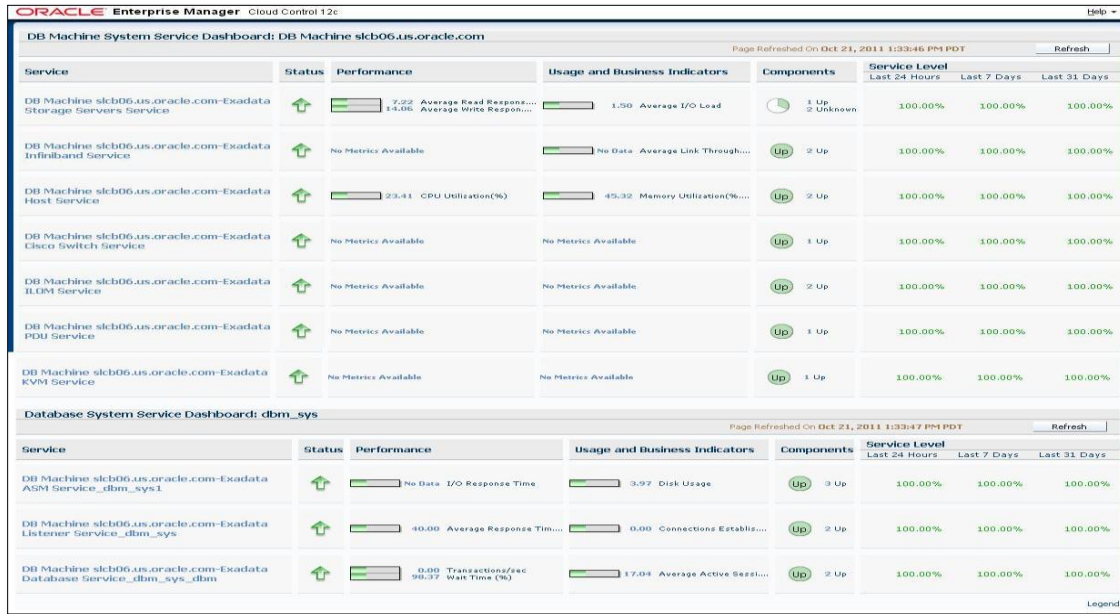 ORACLE Enterprise Manager Cloud Control 12c
Help
DB Machine System Service Dashboard: DB Machine slcb06.us.oracle.com
Page Refreshed On Oct 21, 2011 1:33:46 PM PDT
Refresh
Service
Status
Performance
Usage and Business Indicators
Components
Service Level
Last 24 Hours
Last 7 Days
Last 31 Days
DB Machine slcb06.us.oracle.com-Exadata
Storage Servers Service
7.22 Average Read Respons....
14.06 Average Write Respon....
1.50 Average I/O Load
1 Up
2 Unknown
100.00%
100.00%
100.00%
DB Machine slcb06.us.oracle.com-Exadata
Infiniband Service
No Metrics Available
No Data Average Link Through....
Up
2 Up
100.00%
100.00%
100.00%
DB Machine slcb06.us.oracle.com-Exadata
Host Service
23.41 CPU Utilization(%)
45.32 Memory Utilization(%....
Up
2 Up
100.00%
100.00%
100.00%
DB Machine slcb06.us.oracle.com-Exadata
Cisco Switch Service
No Metrics Available
No Metrics Available
Up
1 Up
100.00%
100.00%
100.00%
DB Machine slcb06.us.oracle.com-Exadata
ILOM Service
No Metrics Available
No Metrics Available
Up
2 Up
100.00%
100.00%
100.00%
DB Machine slcb06.us.oracle.com-Exadata
PDU Service
No Metrics Available
No Metrics Available
Up
1 Up
100.00%
100.00%
100.00%
DB Machine slcb06.us.oracle.com-Exadata
KVM Service
No Metrics Available
No Metrics Available
Up
1 Up
100.00%
100.00%
100.00%
Database System Service Dashboard: dbm_sys
Page Refreshed On Oct 21, 2011 1:33:47 PM PDT
Refresh
Service
Status
Performance
Usage and Business Indicators
Components
Service Level
Last 24 Hours
Last 7 Days
Last 31 Days
DB Machine slcb06.us.oracle.com-Exadata
ASM Service_dbm_sys1
No Data I/O Response Time
3.97 Disk Usage
Up
3 Up
100.00%
100.00%
100.00%
DB Machine slcb06.us.oracle.com-Exadata
Listener Service_dbm_sys
40.00 Average Response Tim....
0.00 Connections Establis....
Up
2 Up
100.00%
100.00%
100.00%
DB Machine slcb06.us.oracle.com-Exadata
Database Service_dbm_sys_dbm
0.00 Transactions/sec
98.37 Wait Time (%)
17.04 Average Active Sessi....
Up
2 Up
100.00%
100.00%
100.00%
Legend